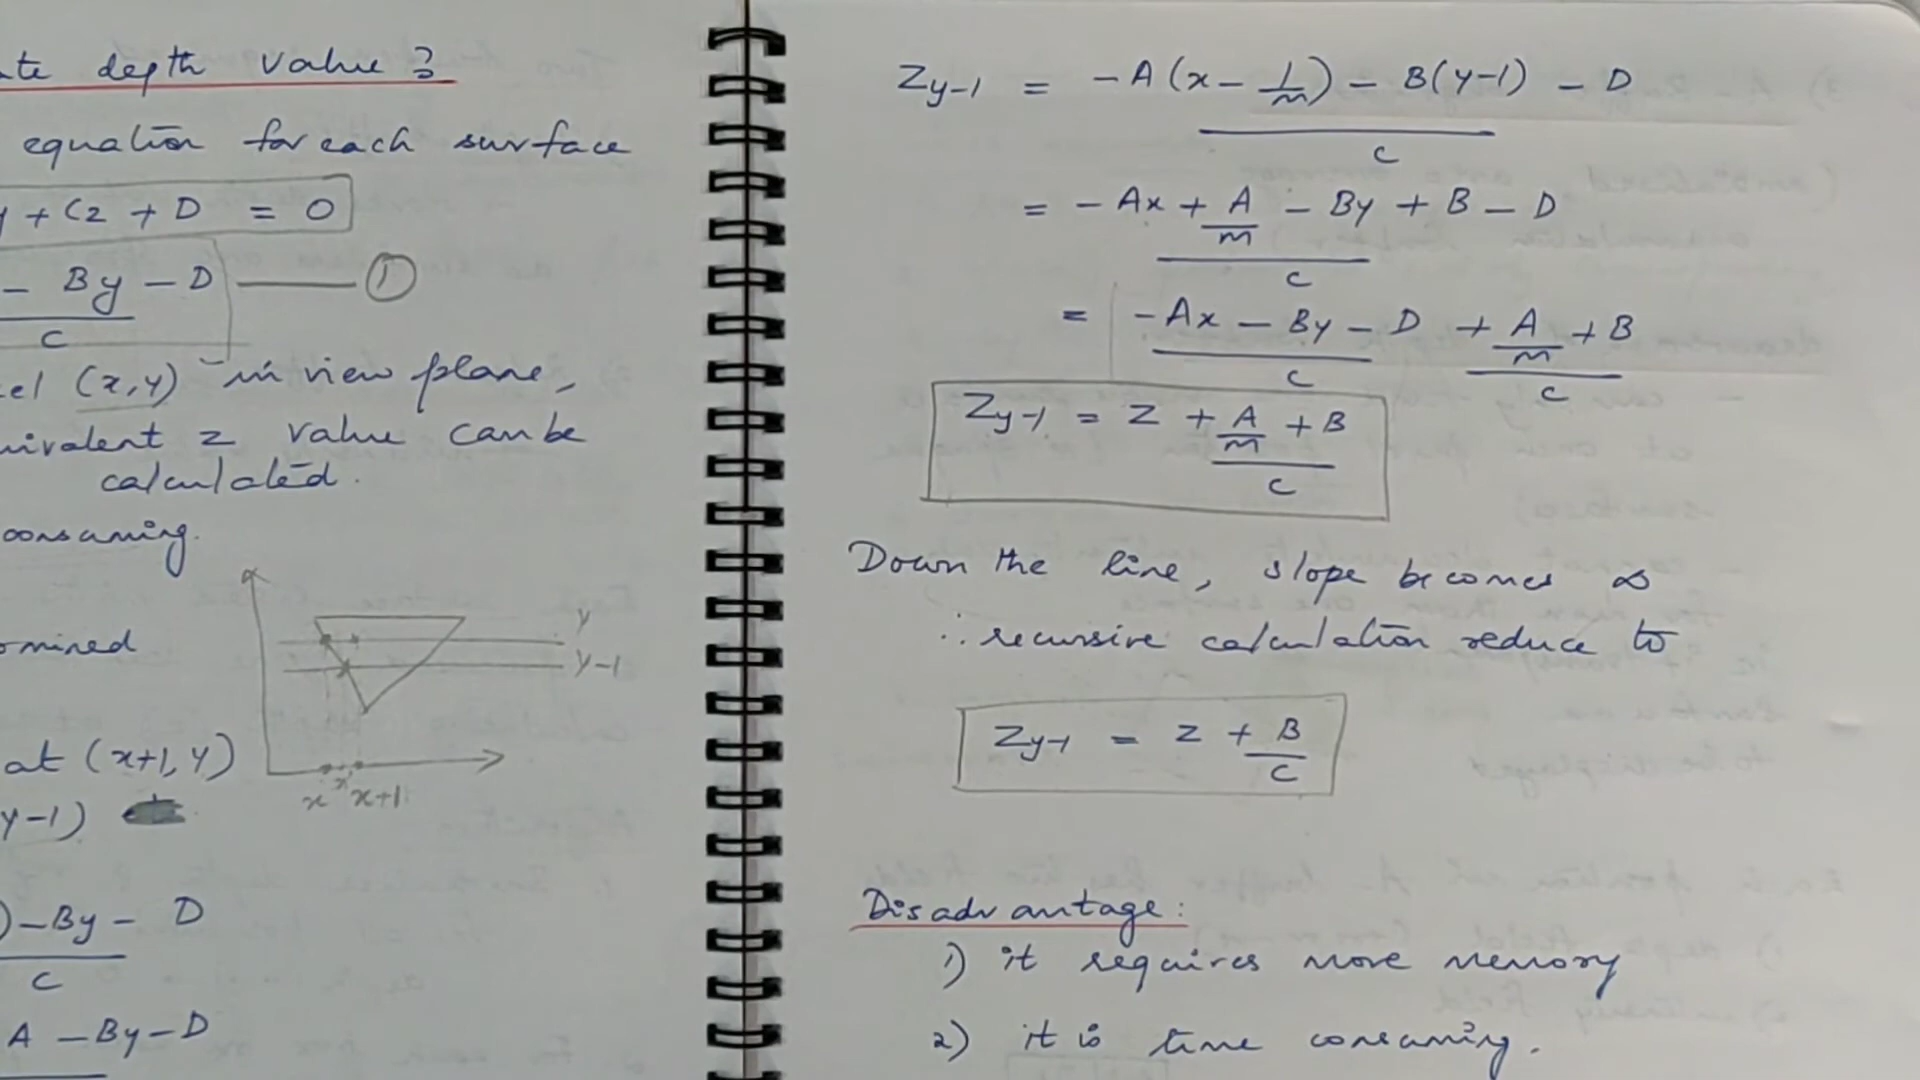 ate depth value?
equation for each surface
y + Cz + D = 0
- By - D ①
C
el (x,y) in view plane,
uivalent z value can be
calculated.
consuming.
y
y-1
omined
at (x+1, y)
y-1)
x x' x+1
) - By - D
C
A - By - D
Zy-1 = -A(x - 1/m) - B(y-1) - D
C
= -Ax + A/m - By + B - D
C
= -Ax - By - D + A/m + B
C C
Zy-1 = Z + A/m + B
C
Down the line, slope becomes ∞
∴ recursive calculation reduce to
Zy-1 = Z + B
C
Disadvantage:
1) it requires more memory
2) it is time consuming.